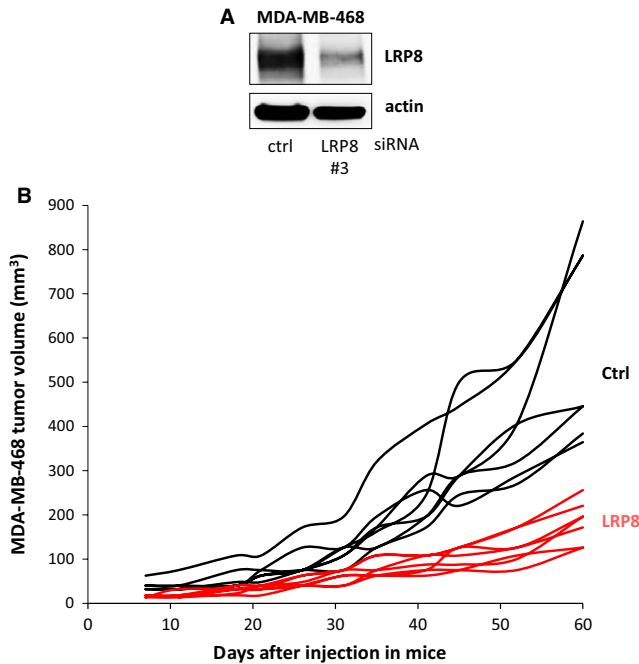 A
MDA-MB-468
LRP8
actin
ctrl LRP8 siRNA
#3
B
MDA-MB-468 tumor volume (mm³)
900
800
700
600
500
400
300
200
100
0
Ctrl
LRP8
0 10 20 30 40 50 60
Days after injection in mice